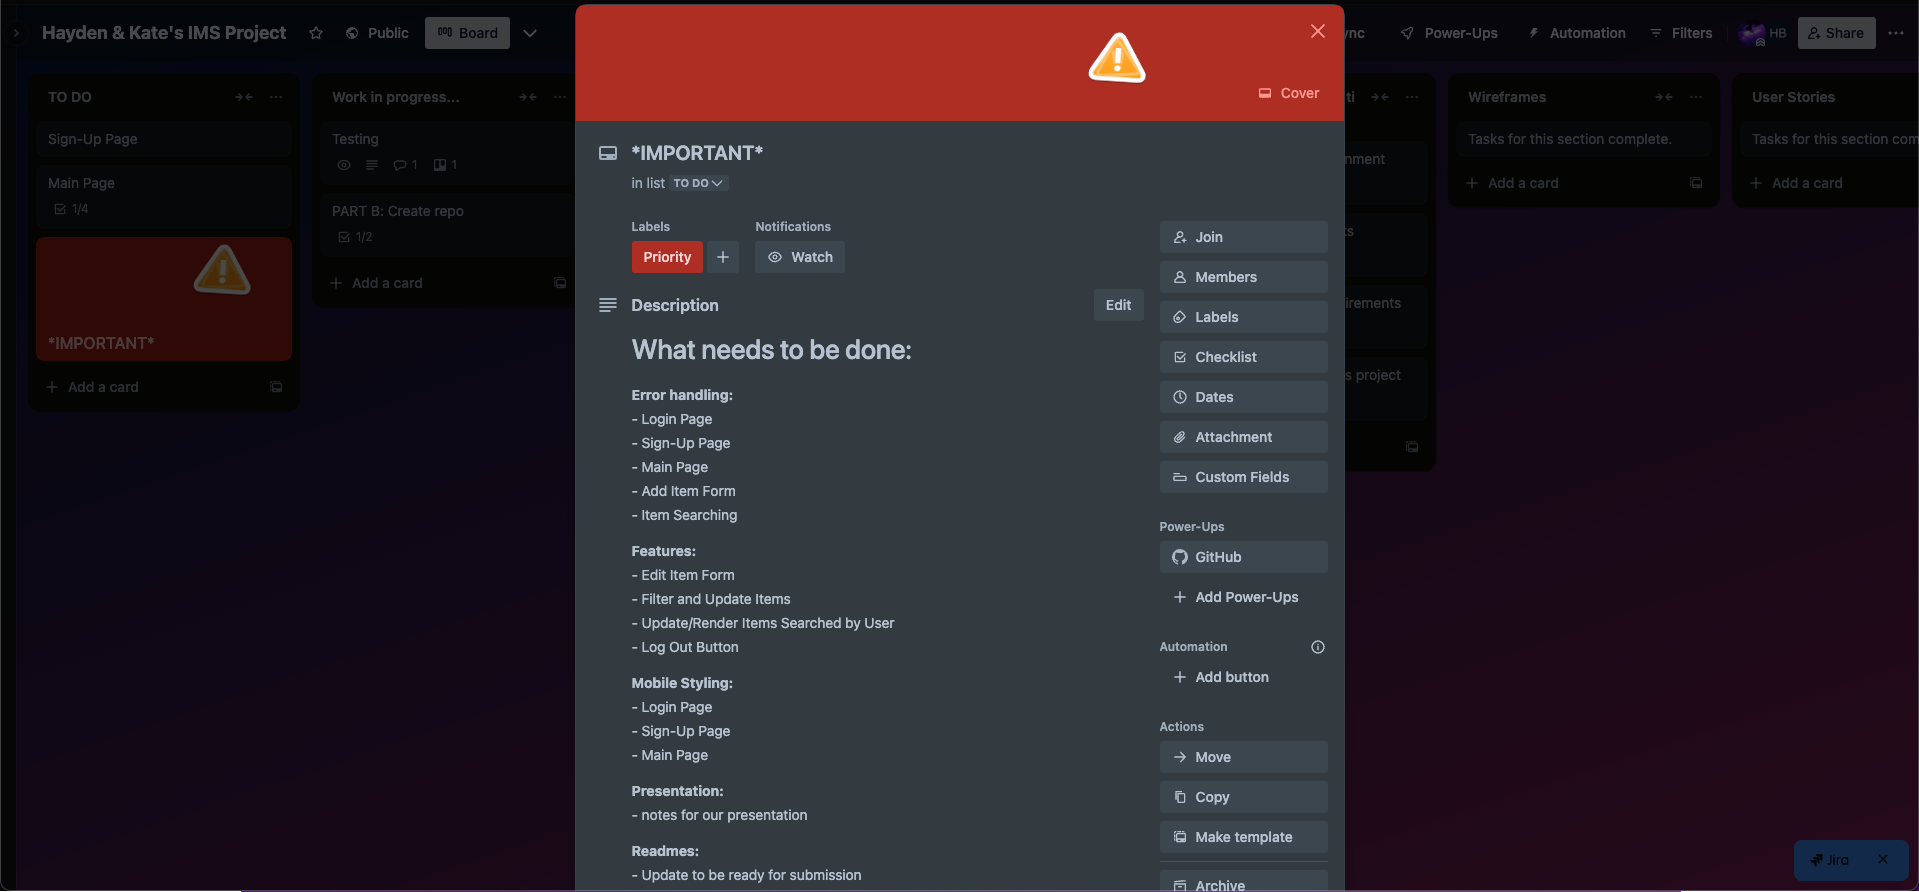 Hayden & Kate's IMS Project
Public
Board
Power-Ups
Automation
Filters
HB
Share
TO DO
Sign-Up Page
Main Page
1/4
*IMPORTANT*
Add a card
Work in progress...
Testing
1
1
PART B: Create repo
1/2
Add a card
Cover
*IMPORTANT*
in list TO DO
Labels
Notifications
Priority
Watch
Description
Edit
What needs to be done:
Error handling:
- Login Page
- Sign-Up Page
- Main Page
- Add Item Form
- Item Searching
Features:
- Edit Item Form
- Filter and Update Items
- Update/Render Items Searched by User
- Log Out Button
Mobile Styling:
- Login Page
- Sign-Up Page
- Main Page
Presentation:
- notes for our presentation
Readmes:
- Update to be ready for submission
Join
Members
Labels
Checklist
Dates
Attachment
Custom Fields
Power-Ups
GitHub
Add Power-Ups
Automation
Add button
Actions
Move
Copy
Make template
Archive
s project
Wireframes
Tasks for this section complete.
Add a card
User Stories
Tasks for this section com
Add a card
Jira